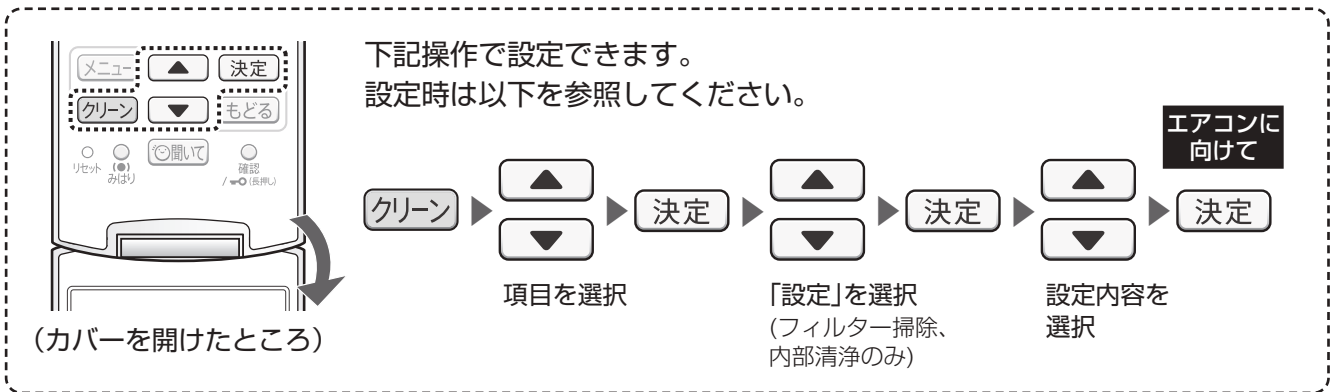 メニュー
▲
決定
クリーン
▼
もどる
リセット
みはり
聞いて
確認
/ (長押し)
(カバーを開けたところ)
下記操作で設定できます。
設定時は以下を参照してください。
エアコンに
向けて
クリーン ▶ ▲ ▼ ▶ 決定 ▶ ▲ ▼ ▶ 決定 ▶ ▲ ▼ ▶ 決定
項目を選択
「設定」を選択
(フィルター掃除、
内部清浄のみ)
設定内容を
選択